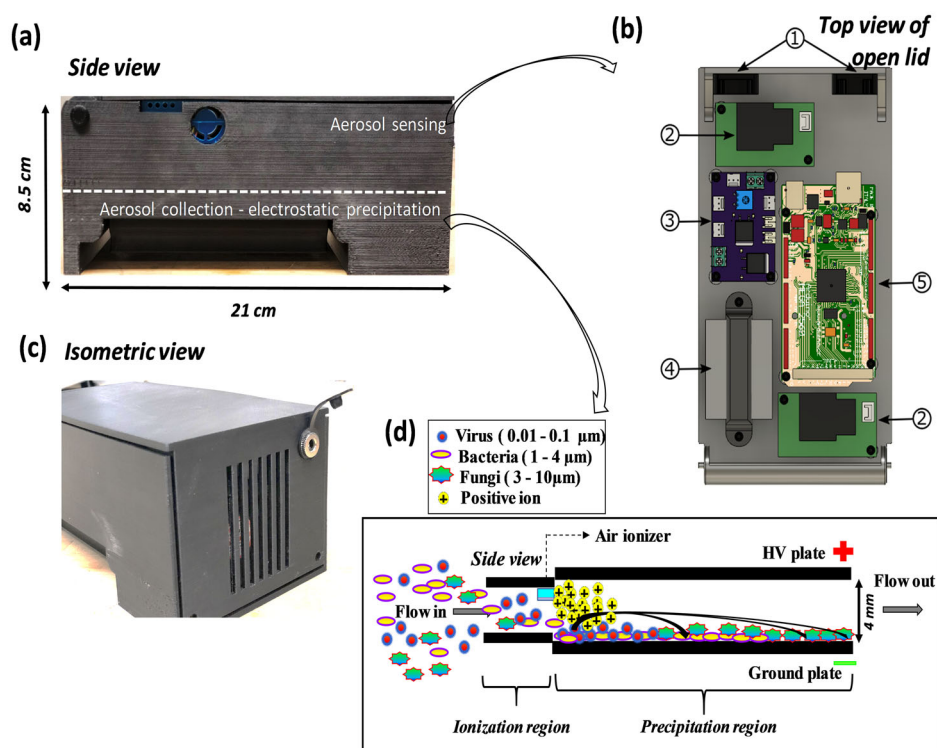 (a)
Side view
Aerosol sensing
Aerosol collection - electrostatic precipitation
8.5 cm
21 cm
(b)
Top view of
open lid
1
2
3
4
5
2
(c)
Isometric view
(d)
Virus ( 0.01 - 0.1 µm)
Bacteria ( 1 - 4 µm)
Fungi ( 3 - 10µm)
Positive ion
Side view
Air ionizer
HV plate
Flow in
Flow out
4 mm
Ground plate
Ionization region
Precipitation region